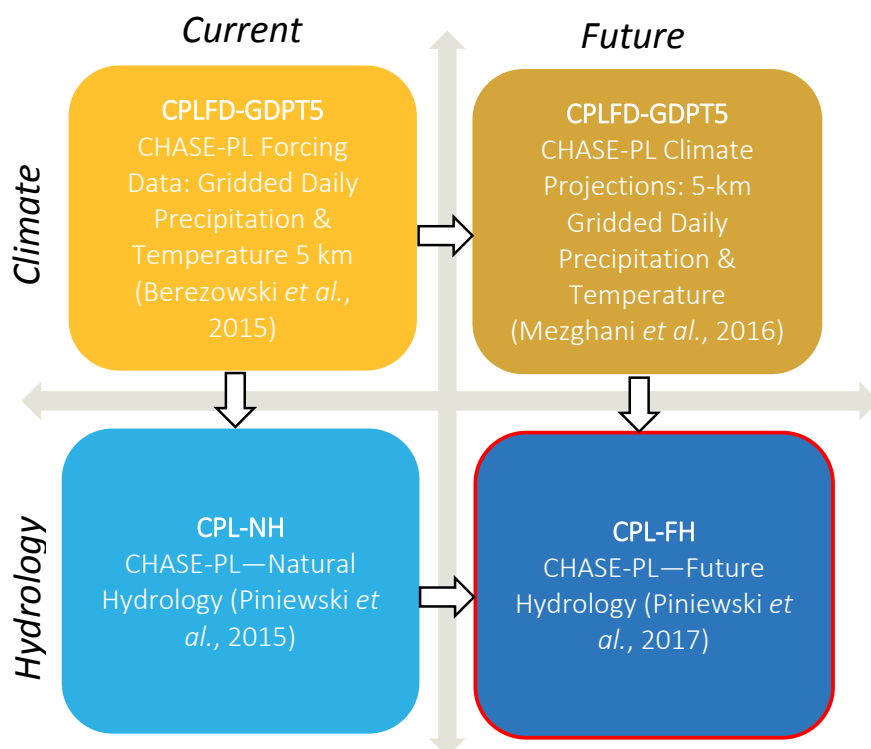 Current
Future
Climate
CPLFD-GDPT5
CHASE-PL Forcing
Data: Gridded Daily
Precipitation &
Temperature 5 km
(Berezowski et al.,
2015)
CPLFD-GDPT5
CHASE-PL Climate
Projections: 5-km
Gridded Daily
Precipitation &
Temperature
(Mezghani et al., 2016)
Hydrology
CPL-NH
CHASE-PL—Natural
Hydrology (Piniewski et
al., 2015)
CPL-FH
CHASE-PL—Future
Hydrology (Piniewski et
al., 2017)